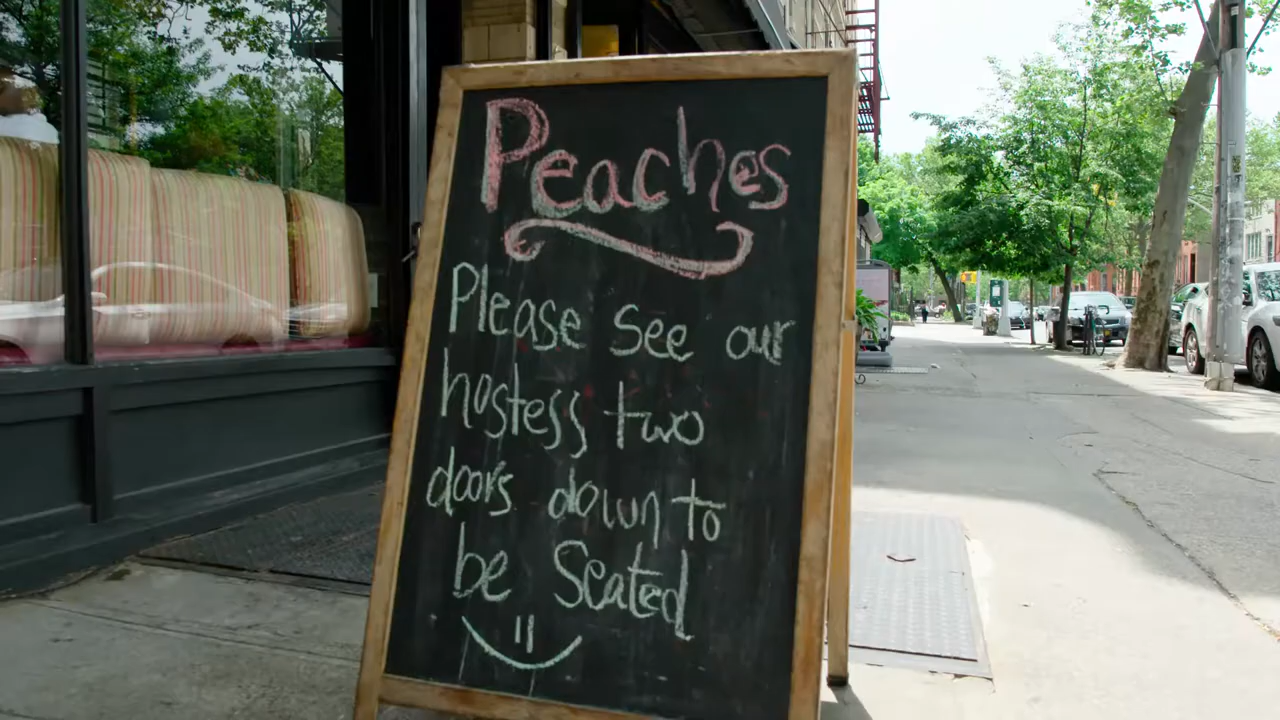 Peaches
Please see our
hostess two
doors down to
be Seated